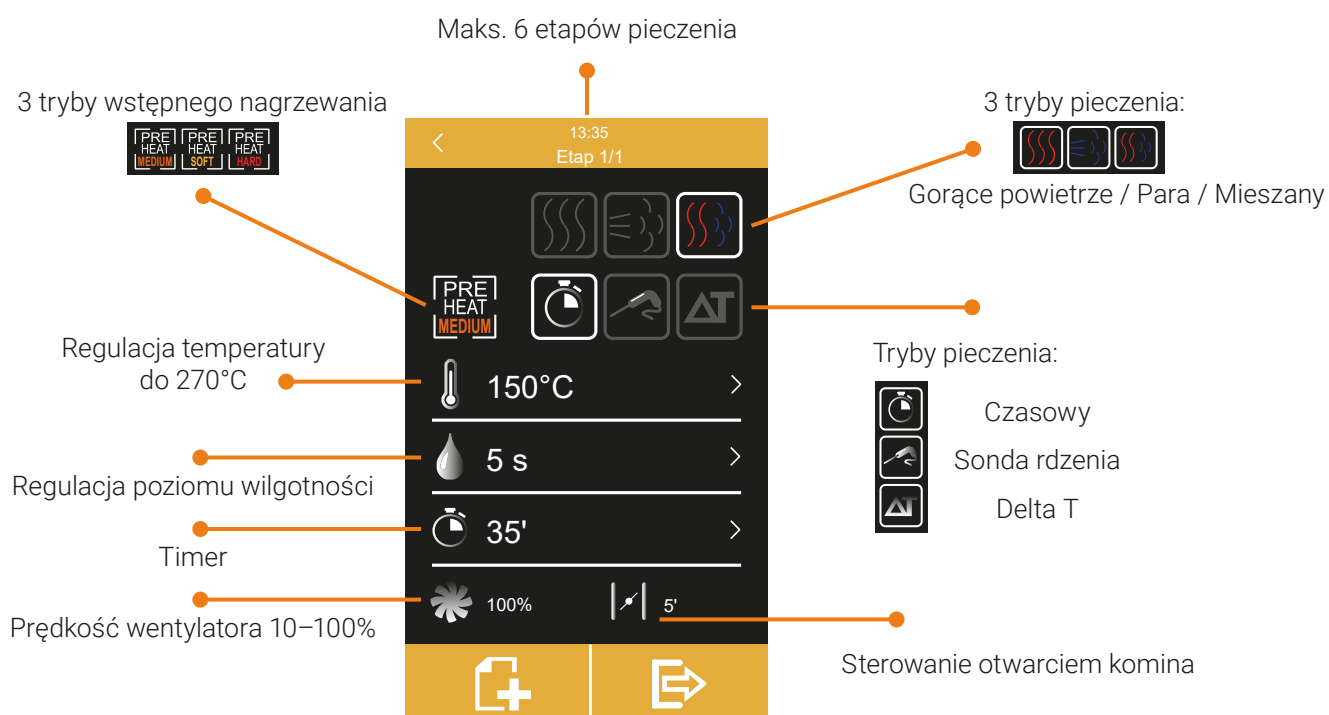 Maks. 6 etapów pieczenia
3 tryby wstępnego nagrzewania
PRE PRE PRE
HEAT HEAT HEAT
MEDIUM SOFT HARD
3 tryby pieczenia:
Gorące powietrze / Para / Mieszany
13:35
Etap 1/1
PRE
HEAT
MEDIUM
ΔT
Regulacja temperatury
do 270°C
150°C
Regulacja poziomu wilgotności
5 s
Timer
35'
Prędkość wentylatora 10–100%
100%
5'
Tryby pieczenia:
Czasowy
Sonda rdzenia
ΔT
Delta T
Sterowanie otwarciem komina